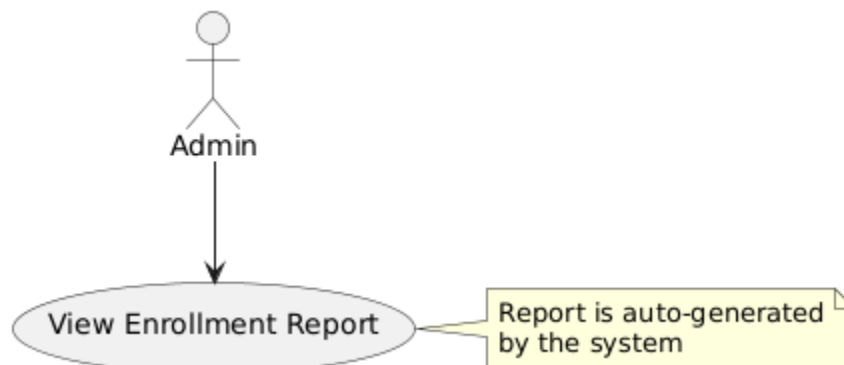 Admin
View Enrollment Report
Report is auto-generated
by the system